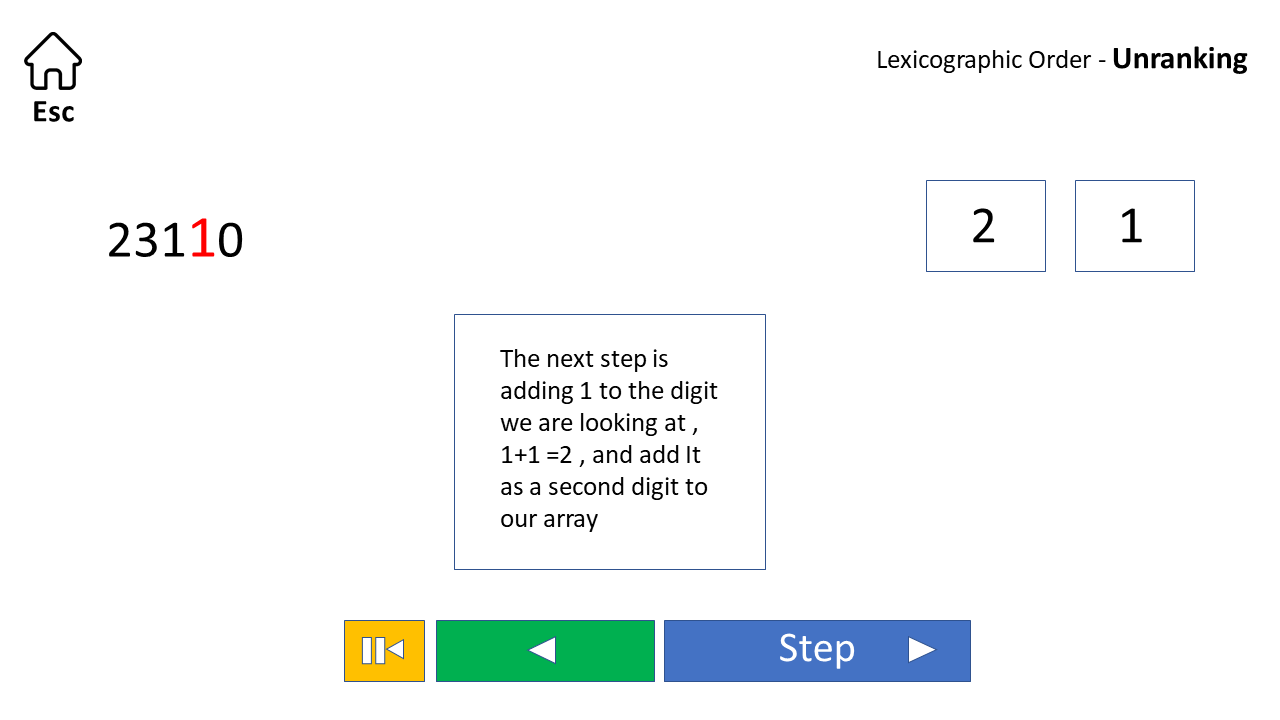 Lexicographic Order - Unranking
Esc
23110
2
1
The next step is
adding 1 to the digit
we are looking at ,
1+1 =2 , and add It
as a second digit to
our array
Step